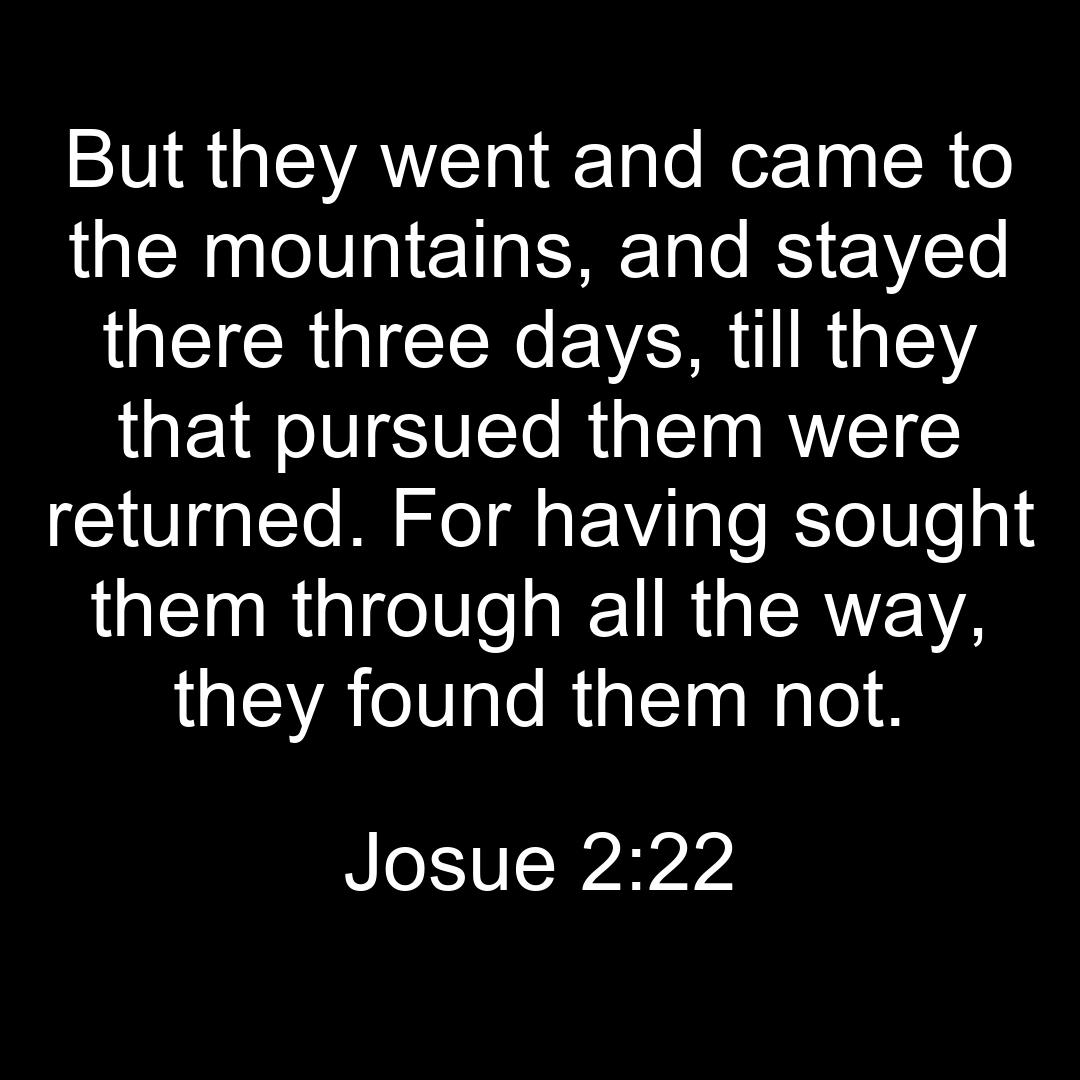 But they went and came to
the mountains, and stayed
there three days, till they
that pursued them were
returned. For having sought
them through all the way,
they found them not.
Josue 2:22